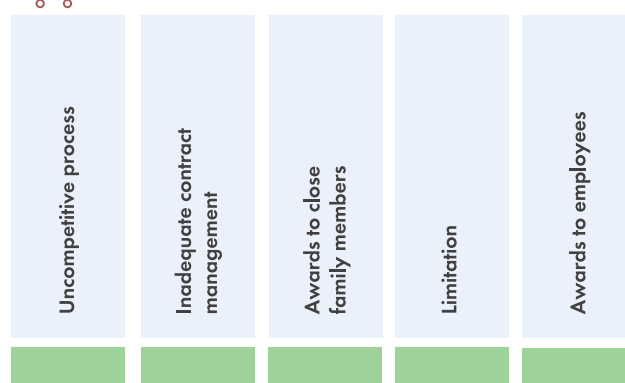 Uncompetitive process
Inadequate contract
management
Awards to close
family members
Limitation
Awards to employees